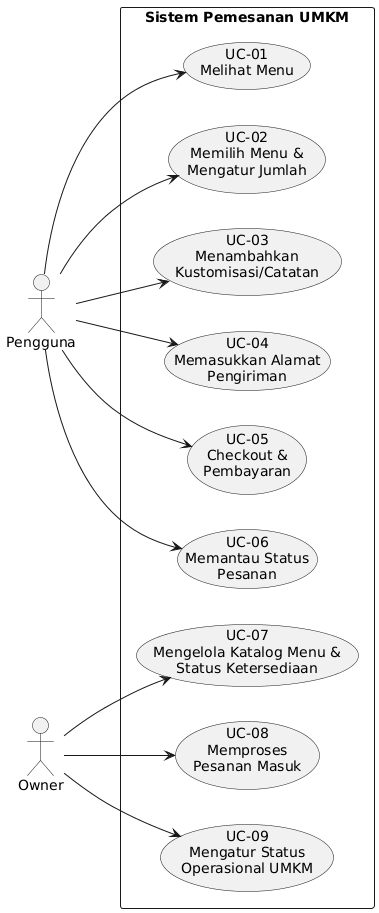 Sistem Pemesanan UMKM
UC-01
Melihat Menu
UC-02
Memilih Menu &
Mengatur Jumlah
UC-03
Menambahkan
Kustomisasi/Catatan
Pengguna
UC-04
Memasukkan Alamat
Pengiriman
UC-05
Checkout &
Pembayaran
UC-06
Memantau Status
Pesanan
UC-07
Mengelola Katalog Menu &
Status Ketersediaan
UC-08
Memproses
Pesanan Masuk
Owner
UC-09
Mengatur Status
Operasional UMKM